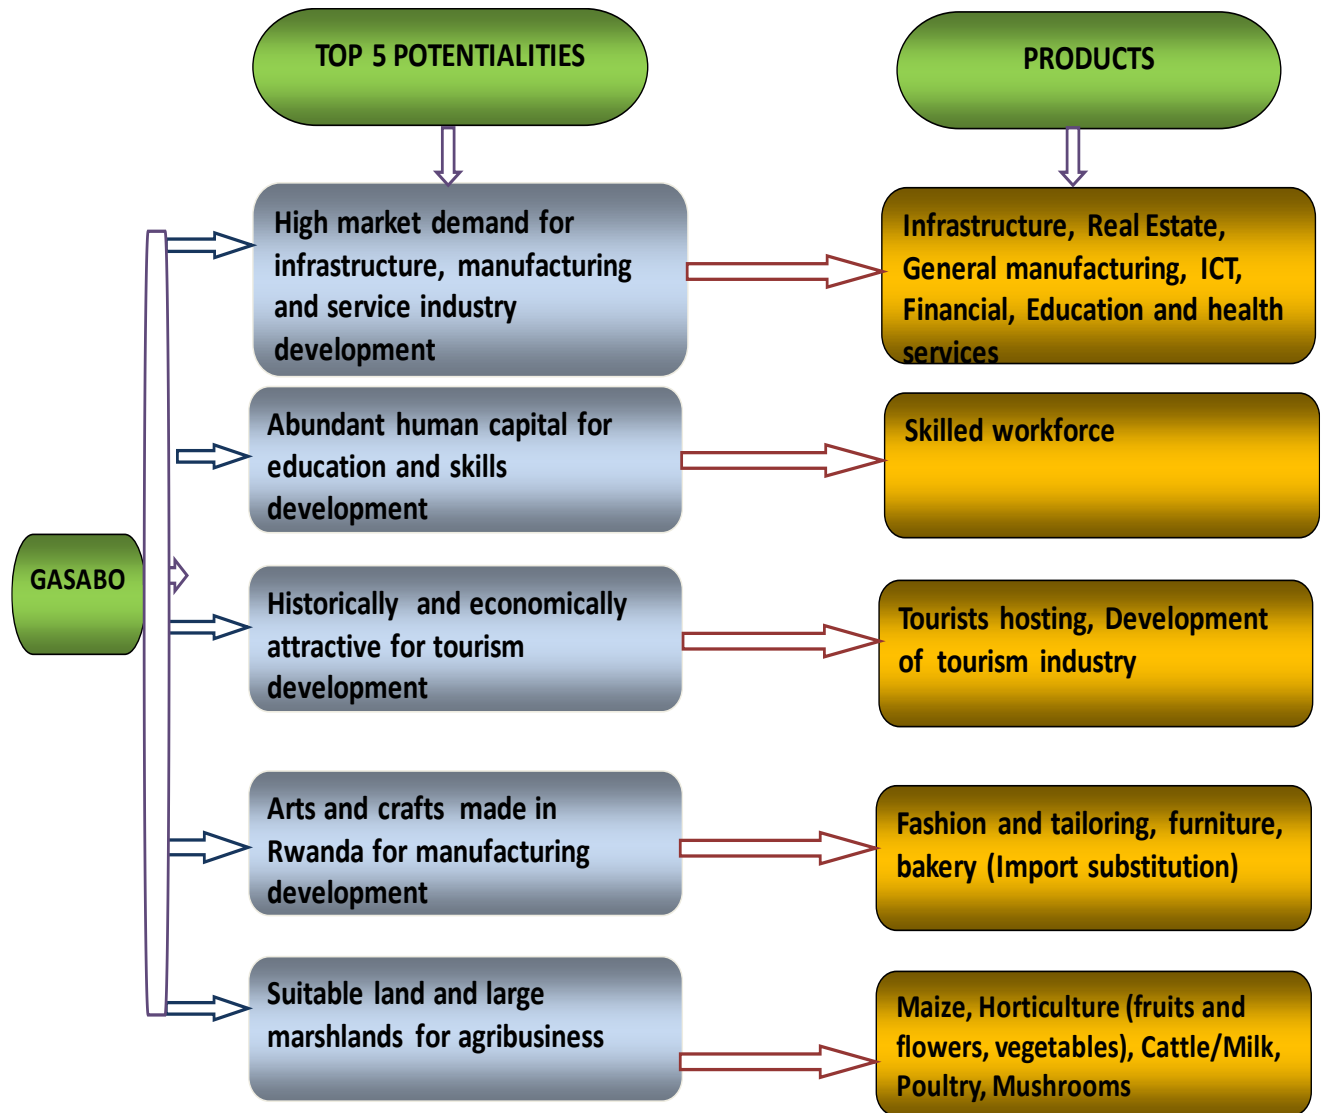 TOP 5 POTENTIALITIES
PRODUCTS
High market demand for
infrastructure, manufacturing
and service industry
development
Infrastructure, Real Estate,
General manufacturing, ICT,
Financial, Education and health
services
Abundant human capital for
education and skills
development
Skilled workforce
GASABO
Historically and economically
attractive for tourism
development
Tourists hosting, Development
of tourism industry
Arts and crafts made in
Rwanda for manufacturing
development
Fashion and tailoring, furniture,
bakery (Import substitution)
Suitable land and large
marshlands for agribusiness
Maize, Horticulture (fruits and
flowers, vegetables), Cattle/Milk,
Poultry, Mushrooms